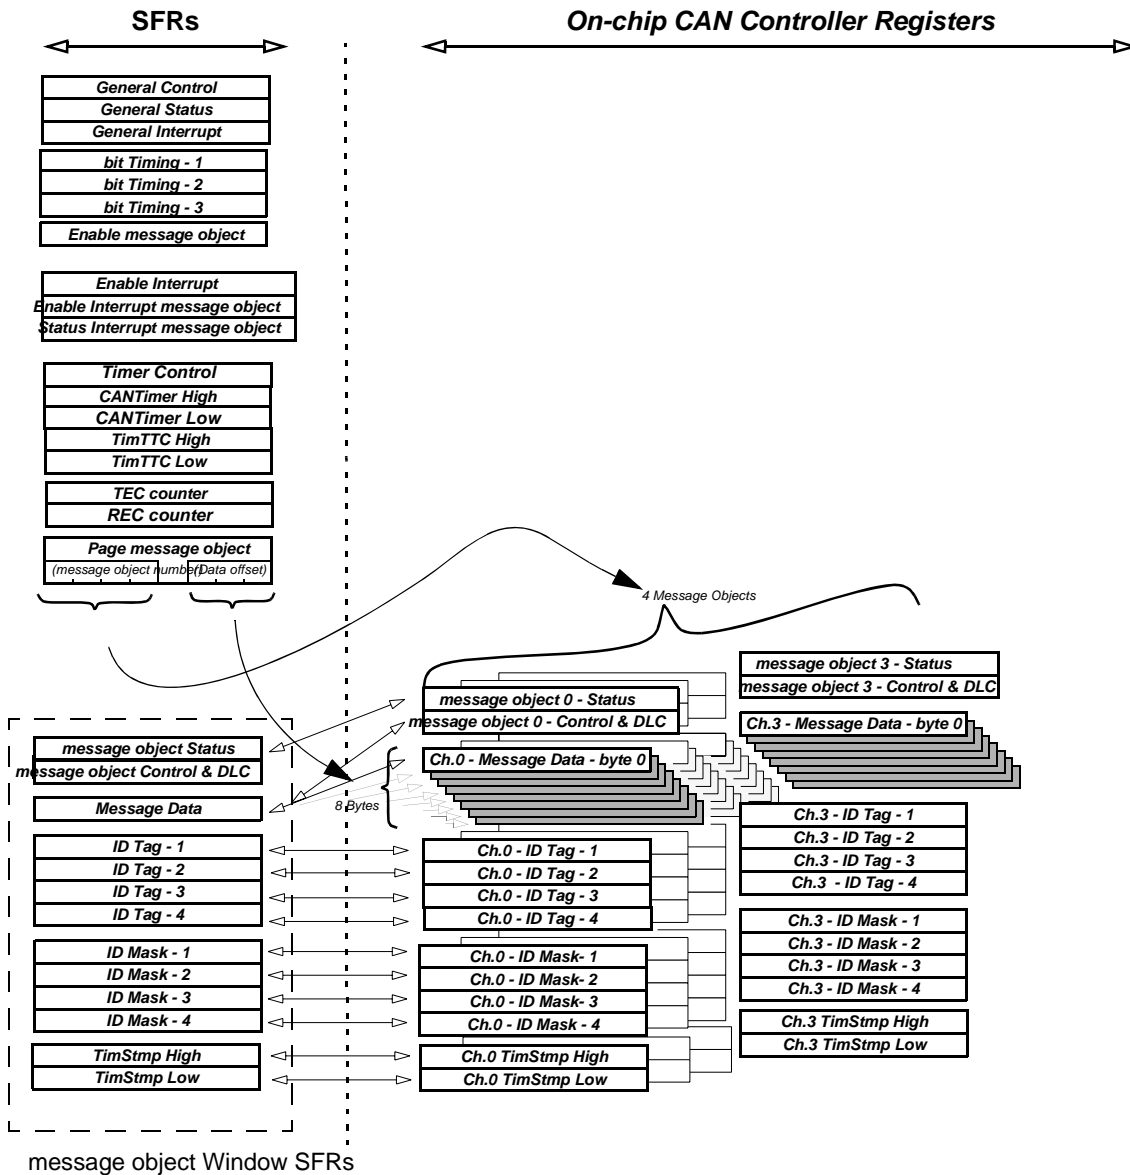 SFRs
On-chip CAN Controller Registers
General Control
General Status
General Interrupt
bit Timing - 1
bit Timing - 2
bit Timing - 3
Enable message object
Enable Interrupt
Enable Interrupt message object
Status Interrupt message object
Timer Control
CANTimer High
CANTimer Low
TimTTC High
TimTTC Low
TEC counter
REC counter
Page message object
(message object number)
(Data offset)
4 Message Objects
message object Status
message object Control & DLC
Message Data
ID Tag - 1
ID Tag - 2
ID Tag - 3
ID Tag - 4
ID Mask - 1
ID Mask - 2
ID Mask - 3
ID Mask - 4
TimStmp High
TimStmp Low
message object Window SFRs
message object 0 - Status
message object 0 - Control & DLC
8 Bytes
Ch.0 - Message Data - byte 0
Ch.0 - ID Tag - 1
Ch.0 - ID Tag - 2
Ch.0 - ID Tag - 3
Ch.0 - ID Tag - 4
Ch.0 - ID Mask- 1
Ch.0 - ID Mask- 2
Ch.0 - ID Mask- 3
Ch.0 - ID Mask - 4
Ch.0 TimStmp High
Ch.0 TimStmp Low
message object 3 - Status
message object 3 - Control & DLC
Ch.3 - Message Data - byte 0
Ch.3 - ID Tag - 1
Ch.3 - ID Tag - 2
Ch.3 - ID Tag - 3
Ch.3 - ID Tag - 4
Ch.3 - ID Mask - 1
Ch.3 - ID Mask - 2
Ch.3 - ID Mask - 3
Ch.3 - ID Mask - 4
Ch.3 TimStmp High
Ch.3 TimStmp Low